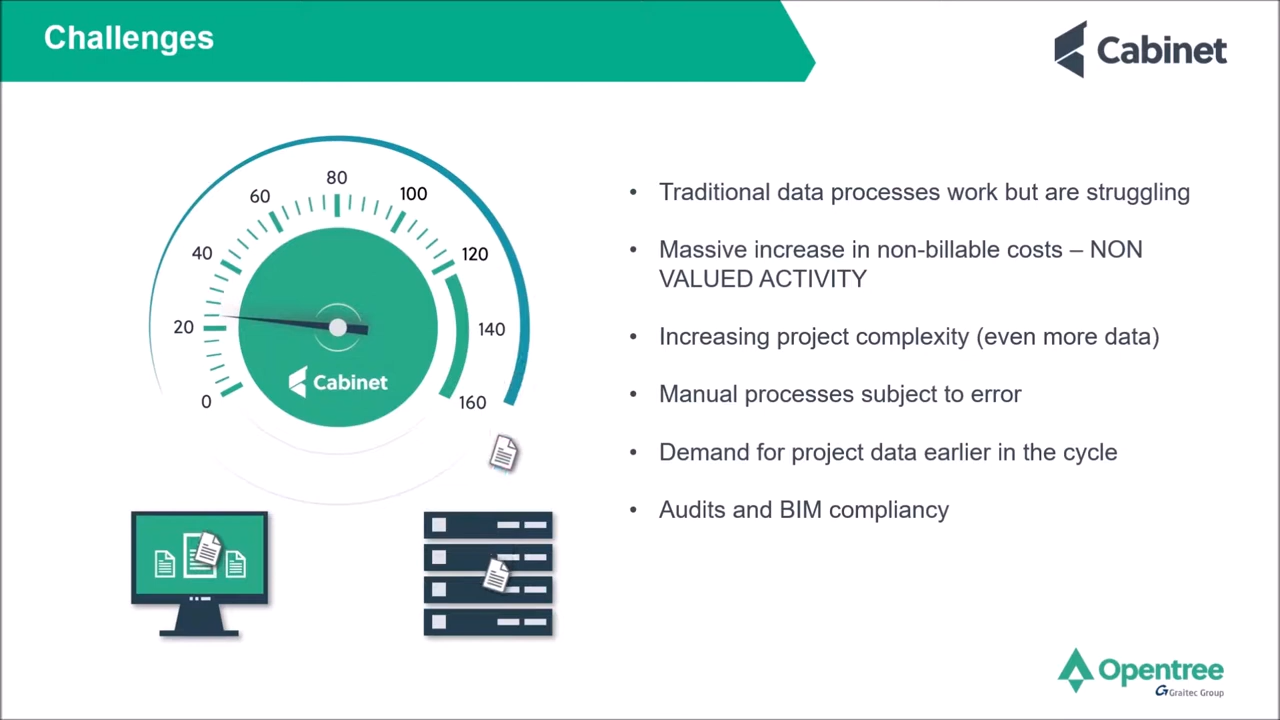 Challenges
Cabinet
80
60
100
40
120
20
140
0
160
Cabinet
• Traditional data processes work but are struggling
• Massive increase in non-billable costs – NON
VALUED ACTIVITY
• Increasing project complexity (even more data)
• Manual processes subject to error
• Demand for project data earlier in the cycle
• Audits and BIM compliancy
Opentree
Graitec Group